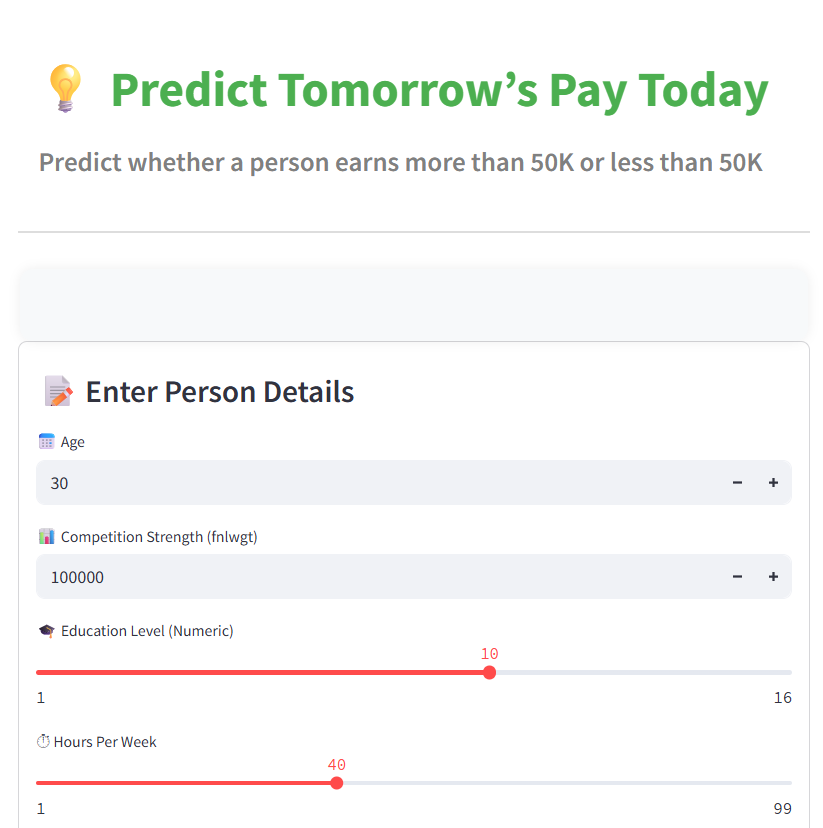 Predict Tomorrow’s Pay Today
Predict whether a person earns more than 50K or less than 50K
Enter Person Details
Age
30
Competition Strength (fnlwgt)
100000
Education Level (Numeric)
10
1 16
Hours Per Week
40
1 99